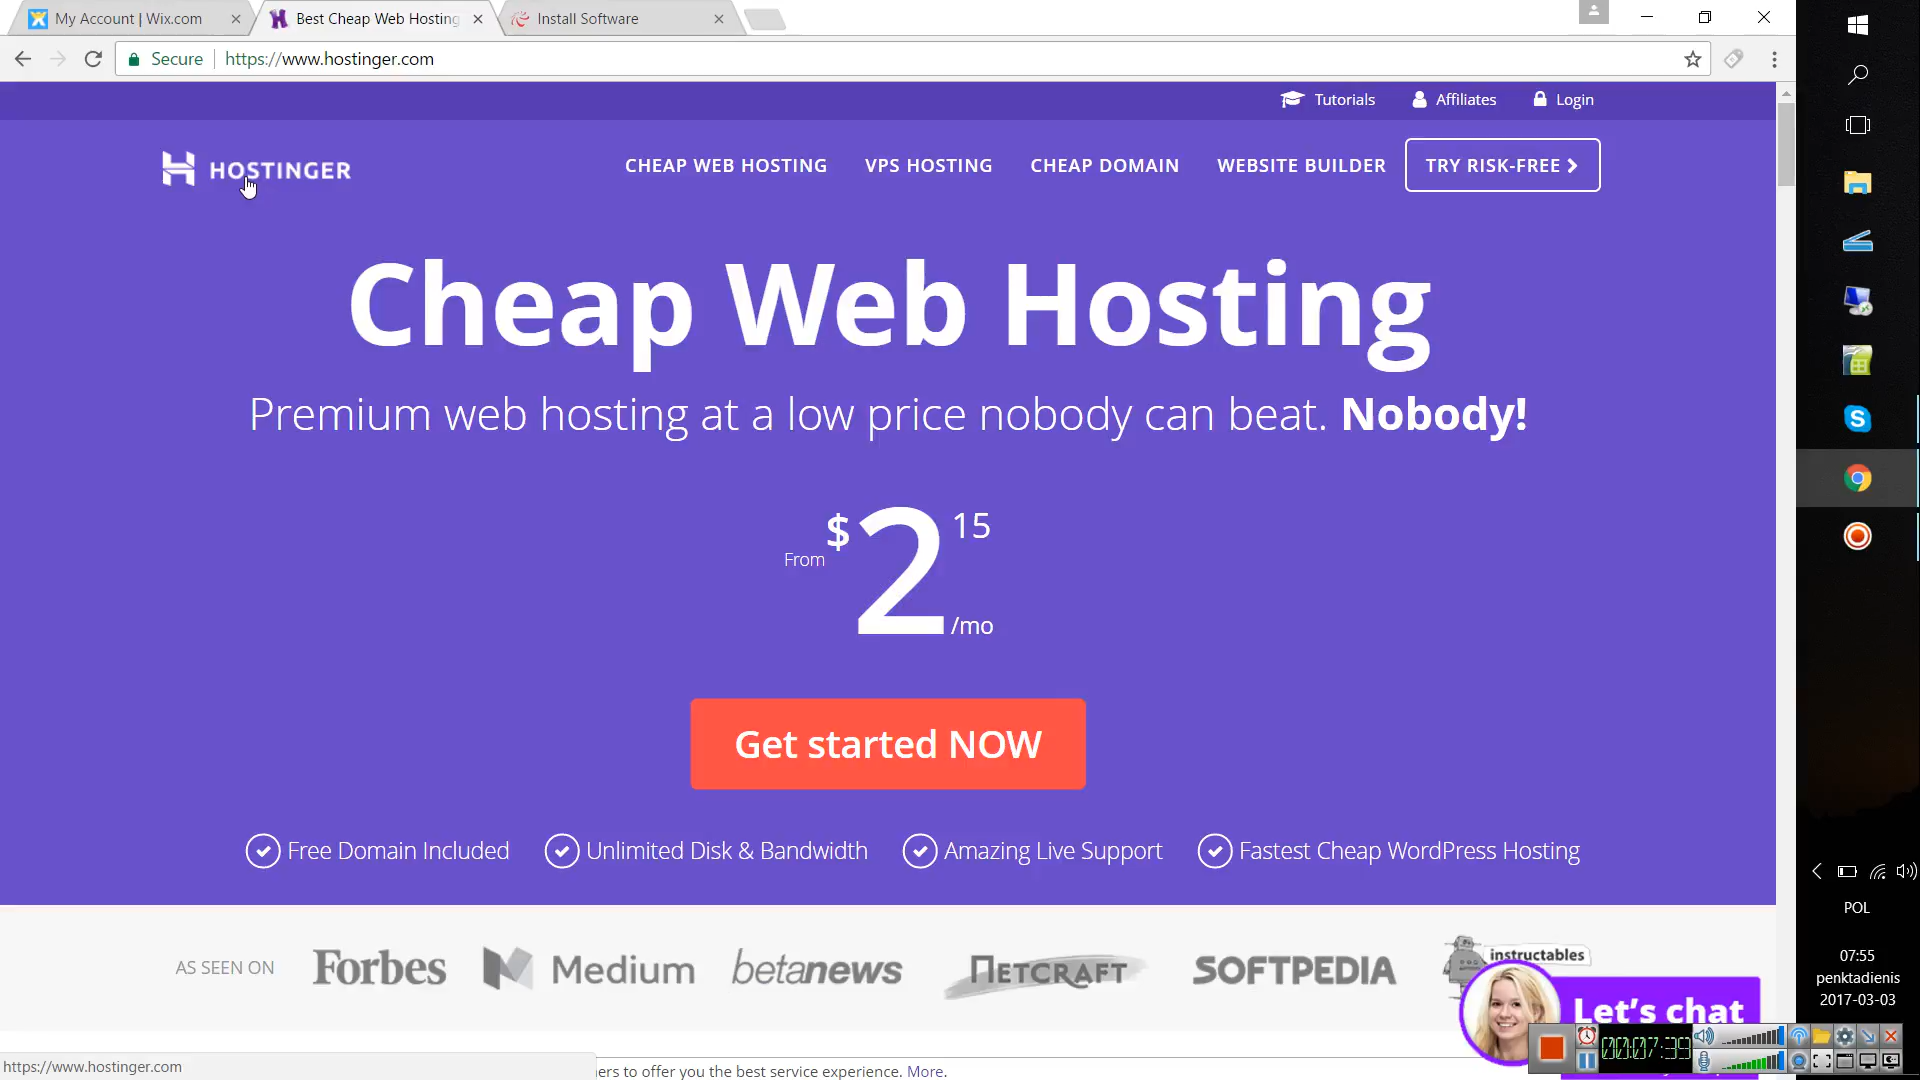 My Account | Wix.com
Best Cheap Web Hosting
Install Software
Secure
https://www.hostinger.com
Tutorials
Affiliates
Login
HOSTINGER
CHEAP WEB HOSTING
VPS HOSTING
CHEAP DOMAIN
WEBSITE BUILDER
TRY RISK-FREE
Cheap Web Hosting
Premium web hosting at a low price nobody can beat. Nobody!
From $2 15 /mo
Get started NOW
Free Domain Included
Unlimited Disk & Bandwidth
Amazing Live Support
Fastest Cheap WordPress Hosting
AS SEEN ON
Forbes
Medium
betanews
NETCRAFT
SOFTPEDIA
instructables
Let's chat
https://www.hostinger.com
ers to offer you the best service experience. More.
POL
07:55
penktadienis
2017-03-03
00:07:39